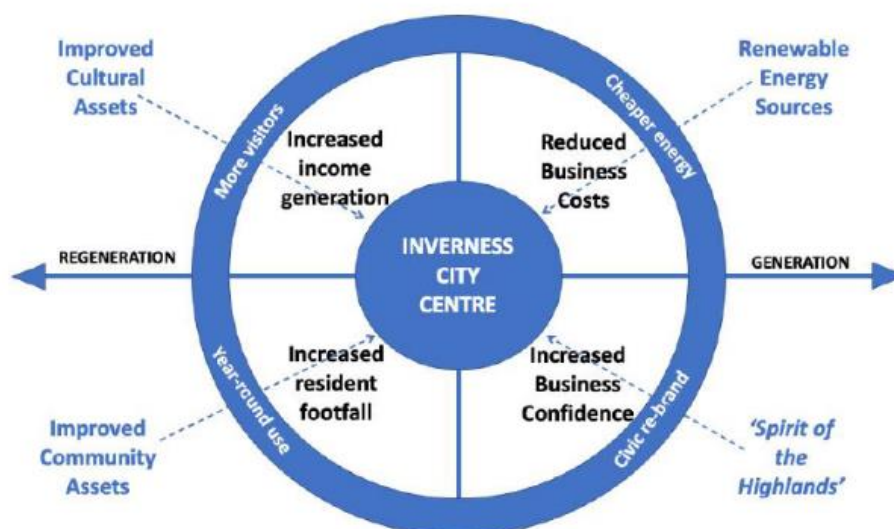 Improved
Cultural
Assets
Renewable
Energy
Sources
More visitors
Cheaper energy
Increased
income
generation
Reduced
Business
Costs
REGENERATION
INVERNESS
CITY
CENTRE
GENERATION
Increased
resident
footfall
Increased
Business
Confidence
Year-round use
Civic re-brand
Improved
Community
Assets
‘Spirit of
the
Highlands’